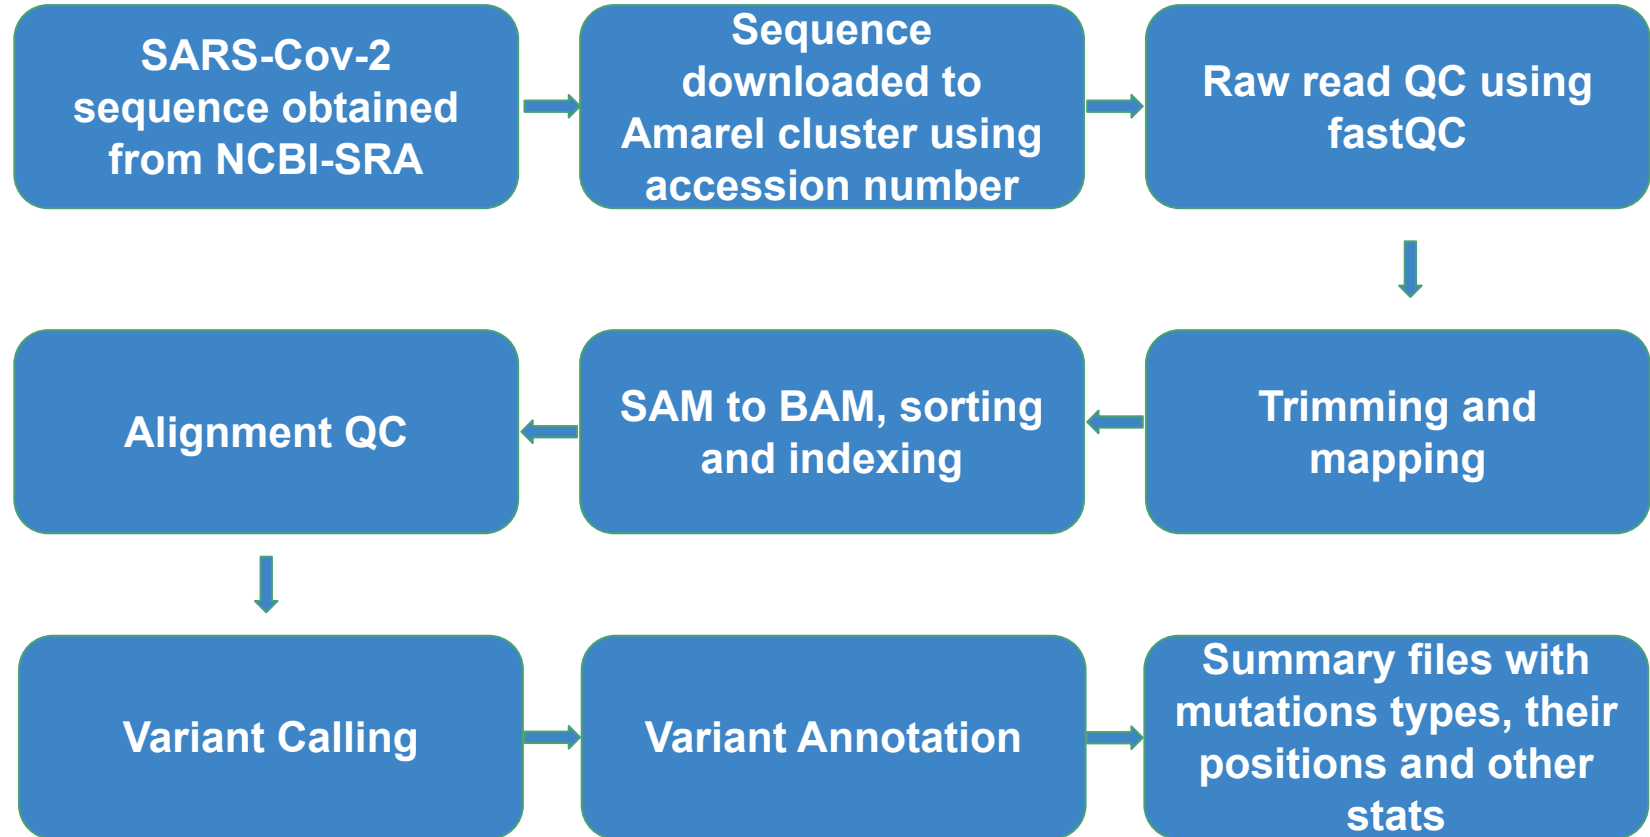 SARS-Cov-2
sequence obtained
from NCBI-SRA
Sequence
downloaded to
Amarel cluster using
accession number
Raw read QC using
fastQC
Trimming and
mapping
SAM to BAM, sorting
and indexing
Alignment QC
Variant Calling
Variant Annotation
Summary files with
mutations types, their
positions and other
stats